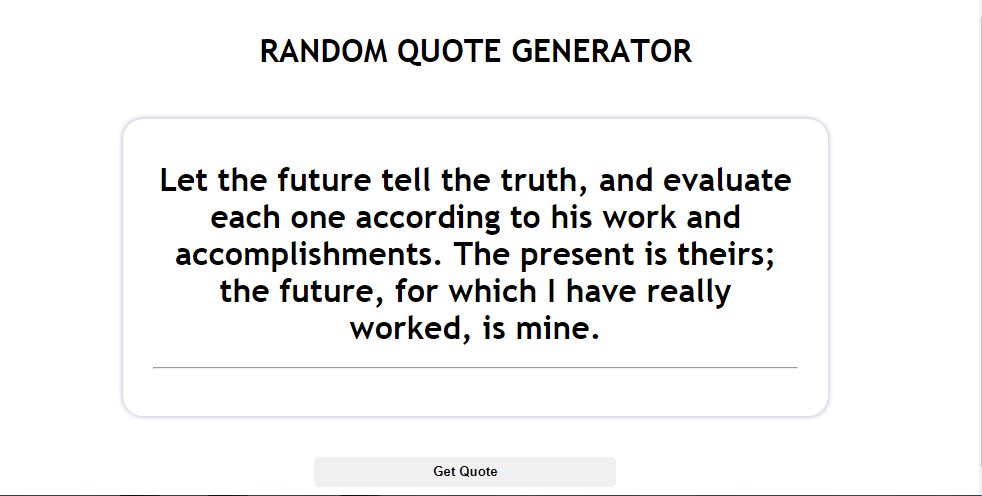 RANDOM QUOTE GENERATOR
Let the future tell the truth, and evaluate
each one according to his work and
accomplishments. The present is theirs;
the future, for which I have really
worked, is mine.
Get Quote